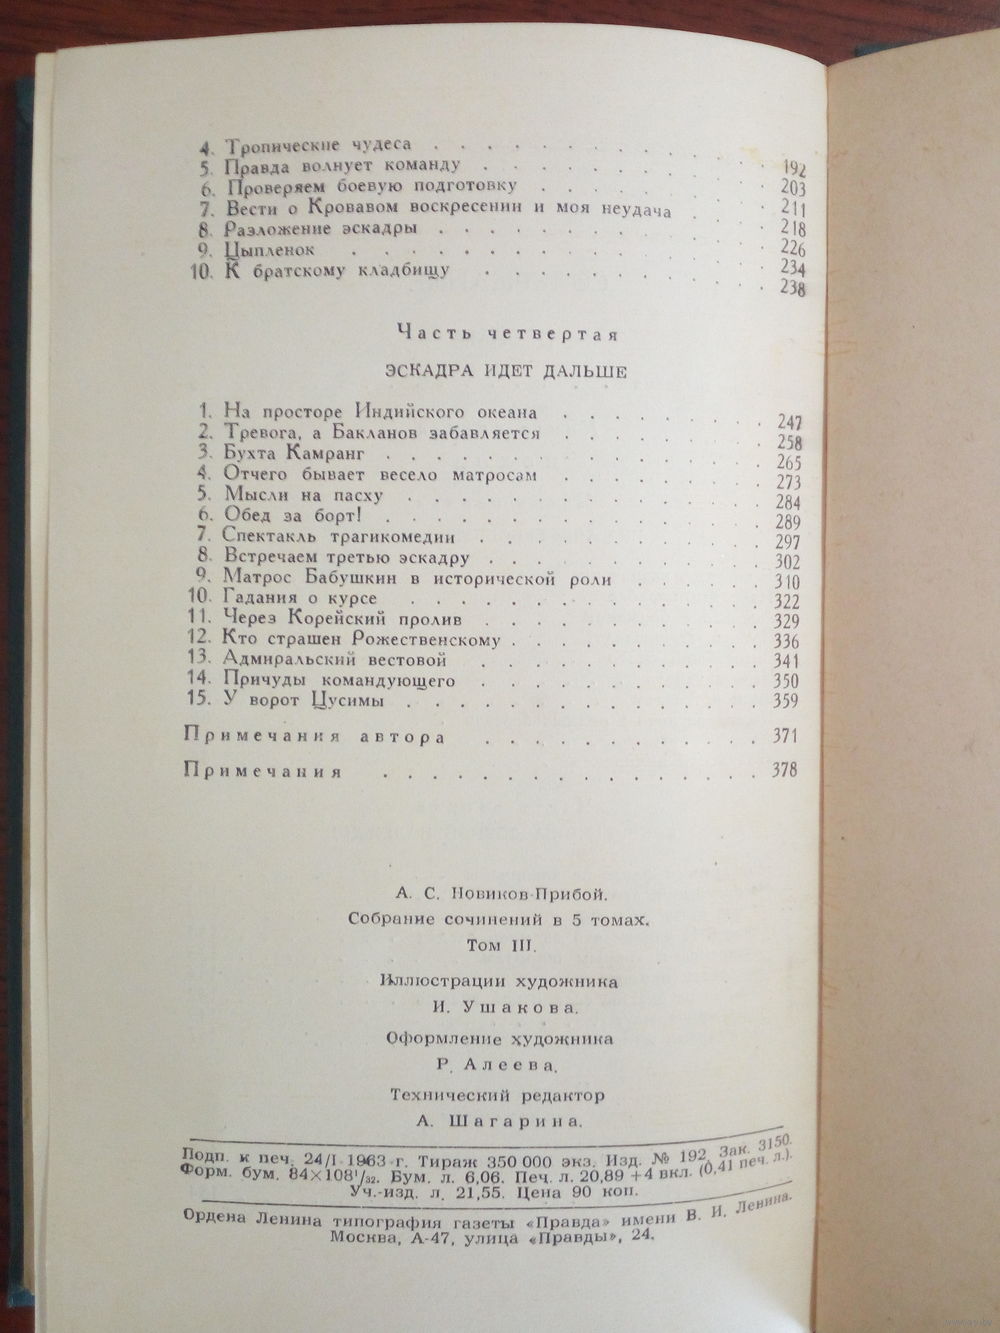 4. Тропические чудеса . . . . . . . . . . 192
5. Правда волнует команду . . . . . . . . . 203
6. Проверяем боевую подготовку . . . . . . . 211
7. Вести о Кровавом воскресении и моя неудача . . . 218
8. Разложение эскадры . . . . . . . . . . 226
9. Цыпленок . . . . . . . . . . . . 234
10. К братскому кладбищу . . . . . . . . . 238
Часть четвертая
ЭСКАДРА ИДЕТ ДАЛЬШЕ
1. На просторе Индийского океана . . . . . . . 247
2. Тревога, а Бакланов забавляется . . . . . . . 258
3. Бухта Камранг . . . . . . . . . . . 265
4. Отчего бывает весело матросам . . . . . . . 273
5. Мысли на пасху . . . . . . . . . . . 284
6. Обед за борт! . . . . . . . . . . . . 289
7. Спектакль трагикомедии . . . . . . . . . 297
8. Встречаем третью эскадру . . . . . . . . . 302
9. Матрос Бабушкин в исторической роли . . . . . 310
10. Гадания о курсе . . . . . . . . . . . 322
11. Через Корейский пролив . . . . . . . . . 329
12. Кто страшен Рожественскому . . . . . . . . 336
13. Адмиральский вестовой . . . . . . . . . 341
14. Причуды командующего . . . . . . . . . 350
15. У ворот Цусимы . . . . . . . . . . . 359
Примечания автора . . . . . . . . . . 371
Примечания . . . . . . . . . . . . . 378
А. С. Новиков-Прибой.
Собрание сочинений в 5 томах.
Том III.
Иллюстрации художника
И. Ушакова.
Оформление художника
Р. Алеева.
Технический редактор
А. Шагарина.
Подп. к печ. 24/I 1963 г. Тираж 350 000 экз. Изд. № 192. Зак. 3150.
Форм. бум. 84×108¹/₃₂. Бум. л. 6,06. Печ. л. 20,89 + 4 вкл. (0,41 печ. л.).
Уч.-изд. л. 21,55. Цена 90 коп.
Ордена Ленина типография газеты «Правда» имени В. И. Ленина.
Москва, А-47, улица «Правды», 24.